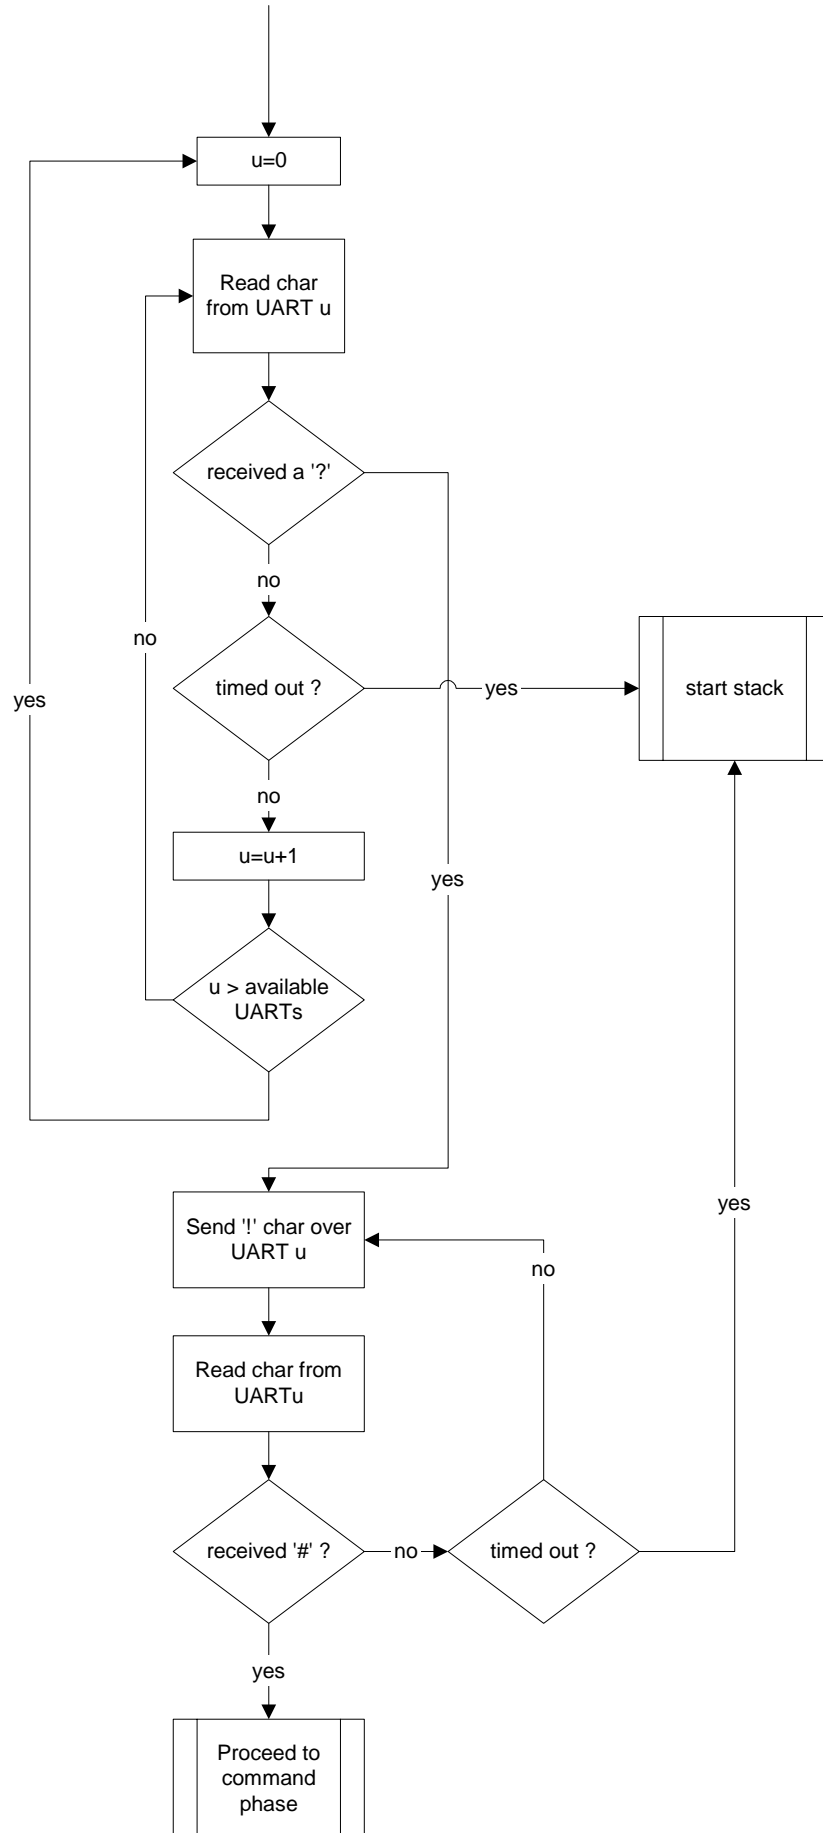 u=0
Read char
from UART u
received a '?'
no
timed out ?
yes
start stack
no
yes
no
u=u+1
yes
u > available
UARTs
Send '!' char over
UART u
yes
no
Read char from
UARTu
received '#' ?
no
timed out ?
yes
Proceed to
command
phase